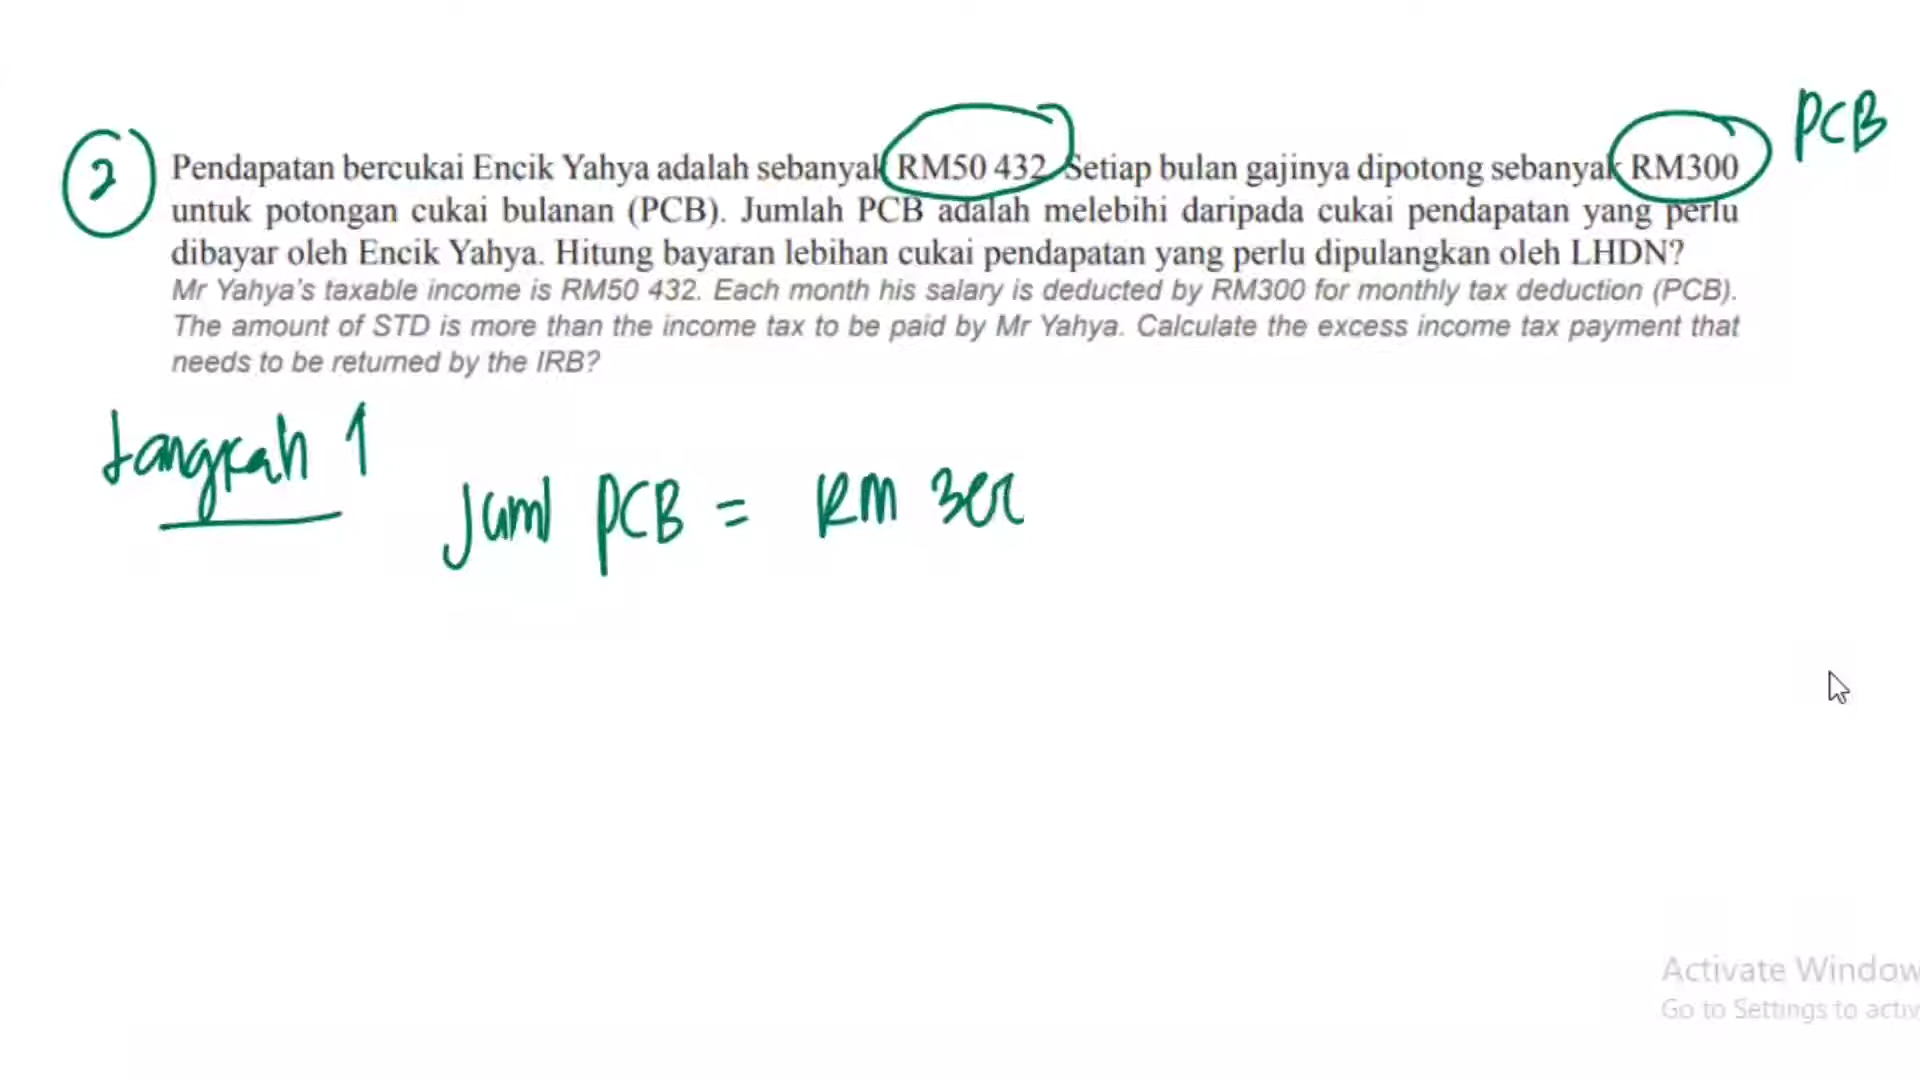 PCB
2 Pendapatan bercukai Encik Yahya adalah sebanyak RM50 432. Setiap bulan gajinya dipotong sebanyak RM300
untuk potongan cukai bulanan (PCB). Jumlah PCB adalah melebihi daripada cukai pendapatan yang perlu
dibayar oleh Encik Yahya. Hitung bayaran lebihan cukai pendapatan yang perlu dipulangkan oleh LHDN?
Mr Yahya's taxable income is RM50 432. Each month his salary is deducted by RM300 for monthly tax deduction (PCB).
The amount of STD is more than the income tax to be paid by Mr Yahya. Calculate the excess income tax payment that
needs to be returned by the IRB?
Langkah 1
Juml PCB = RM 300
Activate Window
Go to Settings to activ